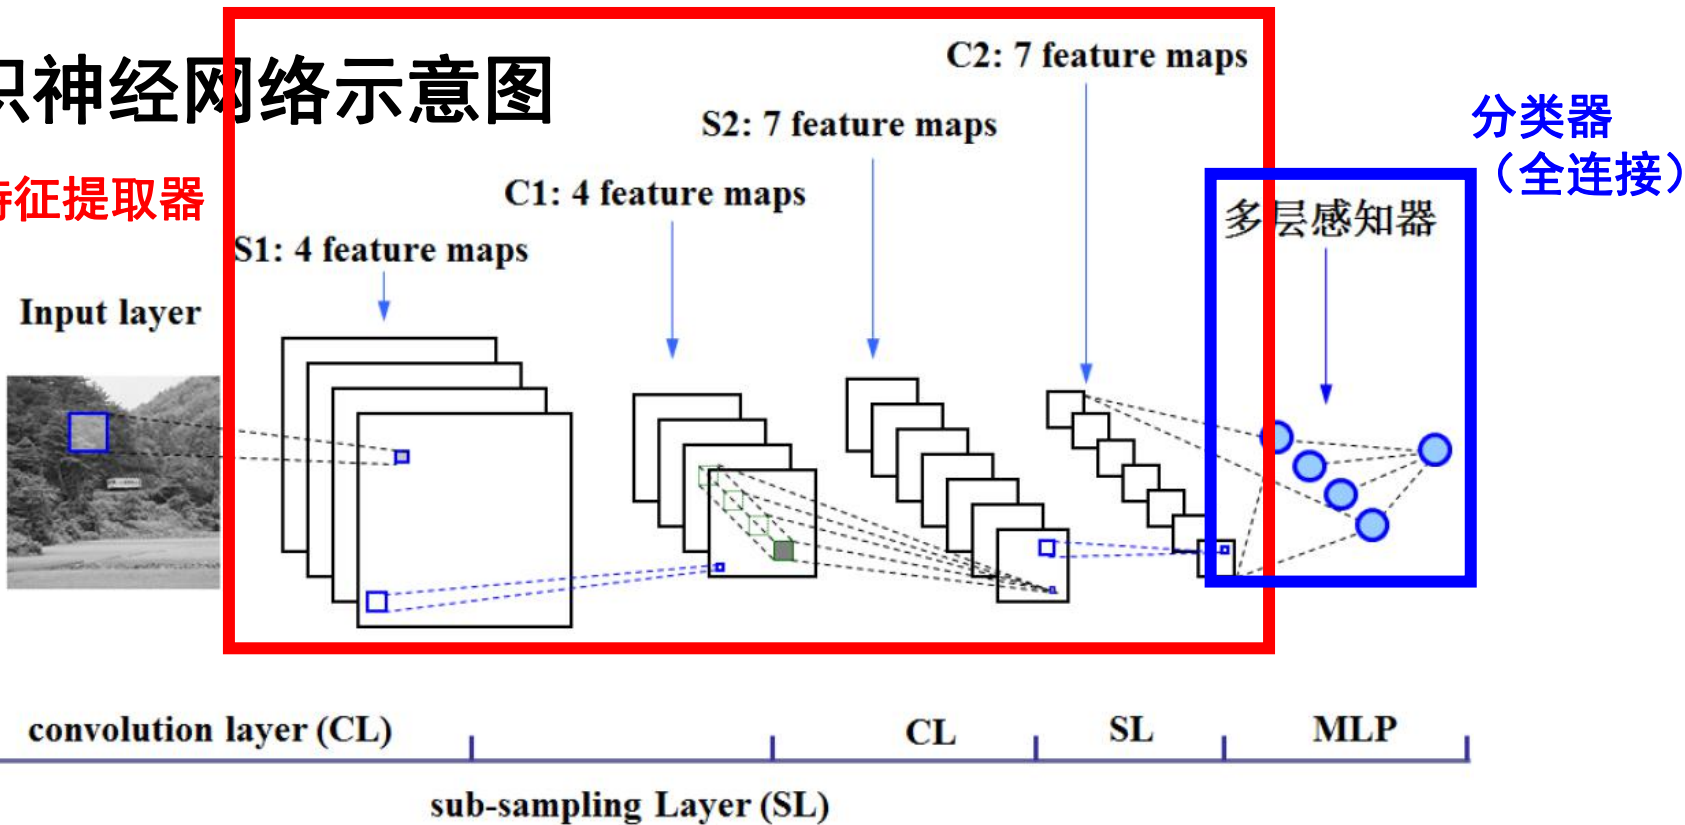 识神经网络示意图
特征提取器
C2: 7 feature maps
S2: 7 feature maps
C1: 4 feature maps
S1: 4 feature maps
Input layer
分类器
（全连接）
多层感知器
convolution layer (CL)
CL
SL
MLP
sub-sampling Layer (SL)